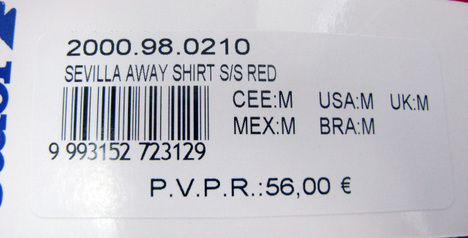 2000.98.0210
SEVILLA AWAY SHIRT S/S RED
CEE:M USA:M UK:M
MEX:M BRA:M
9 993152 723129
P.V.P.R.:56,00 €